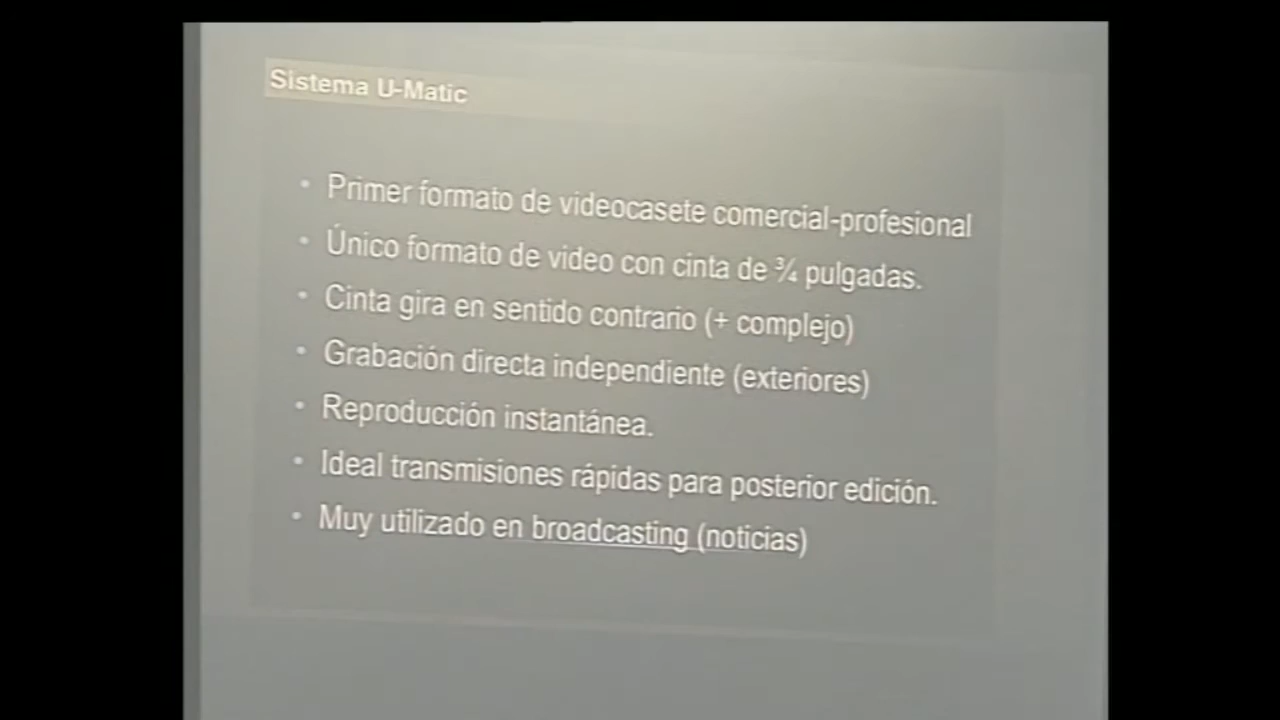 Sistema U-Matic
• Primer formato de videocasete comercial-profesional
• Único formato de video con cinta de ¾ pulgadas.
• Cinta gira en sentido contrario (+ complejo)
• Grabación directa independiente (exteriores)
• Reproducción instantánea.
• Ideal transmisiones rápidas para posterior edición.
• Muy utilizado en broadcasting (noticias)